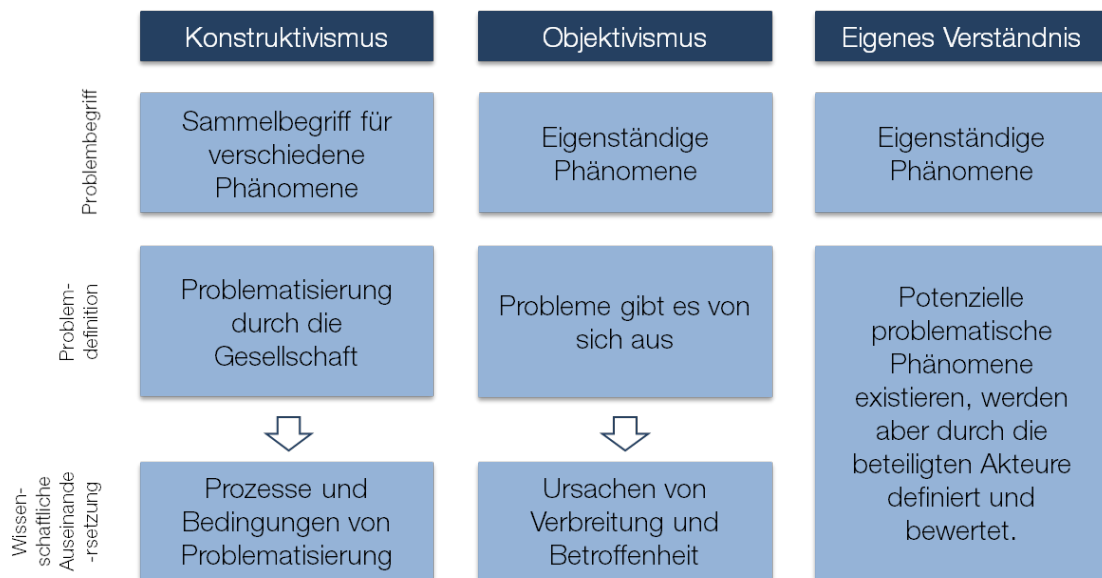 Konstruktivismus
Objektivismus
Eigenes Verständnis
Problembegriff
Sammelbegriff für
verschiedene
Phänomene
Eigenständige
Phänomene
Eigenständige
Phänomene
Problem-
definition
Problematisierung
durch die
Gesellschaft
Probleme gibt es von
sich aus
Potenzielle
problematische
Phänomene
existieren, werden
aber durch die
beteiligten Akteure
definiert und
bewertet.
Wissen-
schaftliche
Auseinande
-rsetzung
Prozesse und
Bedingungen von
Problematisierung
Ursachen von
Verbreitung und
Betroffenheit